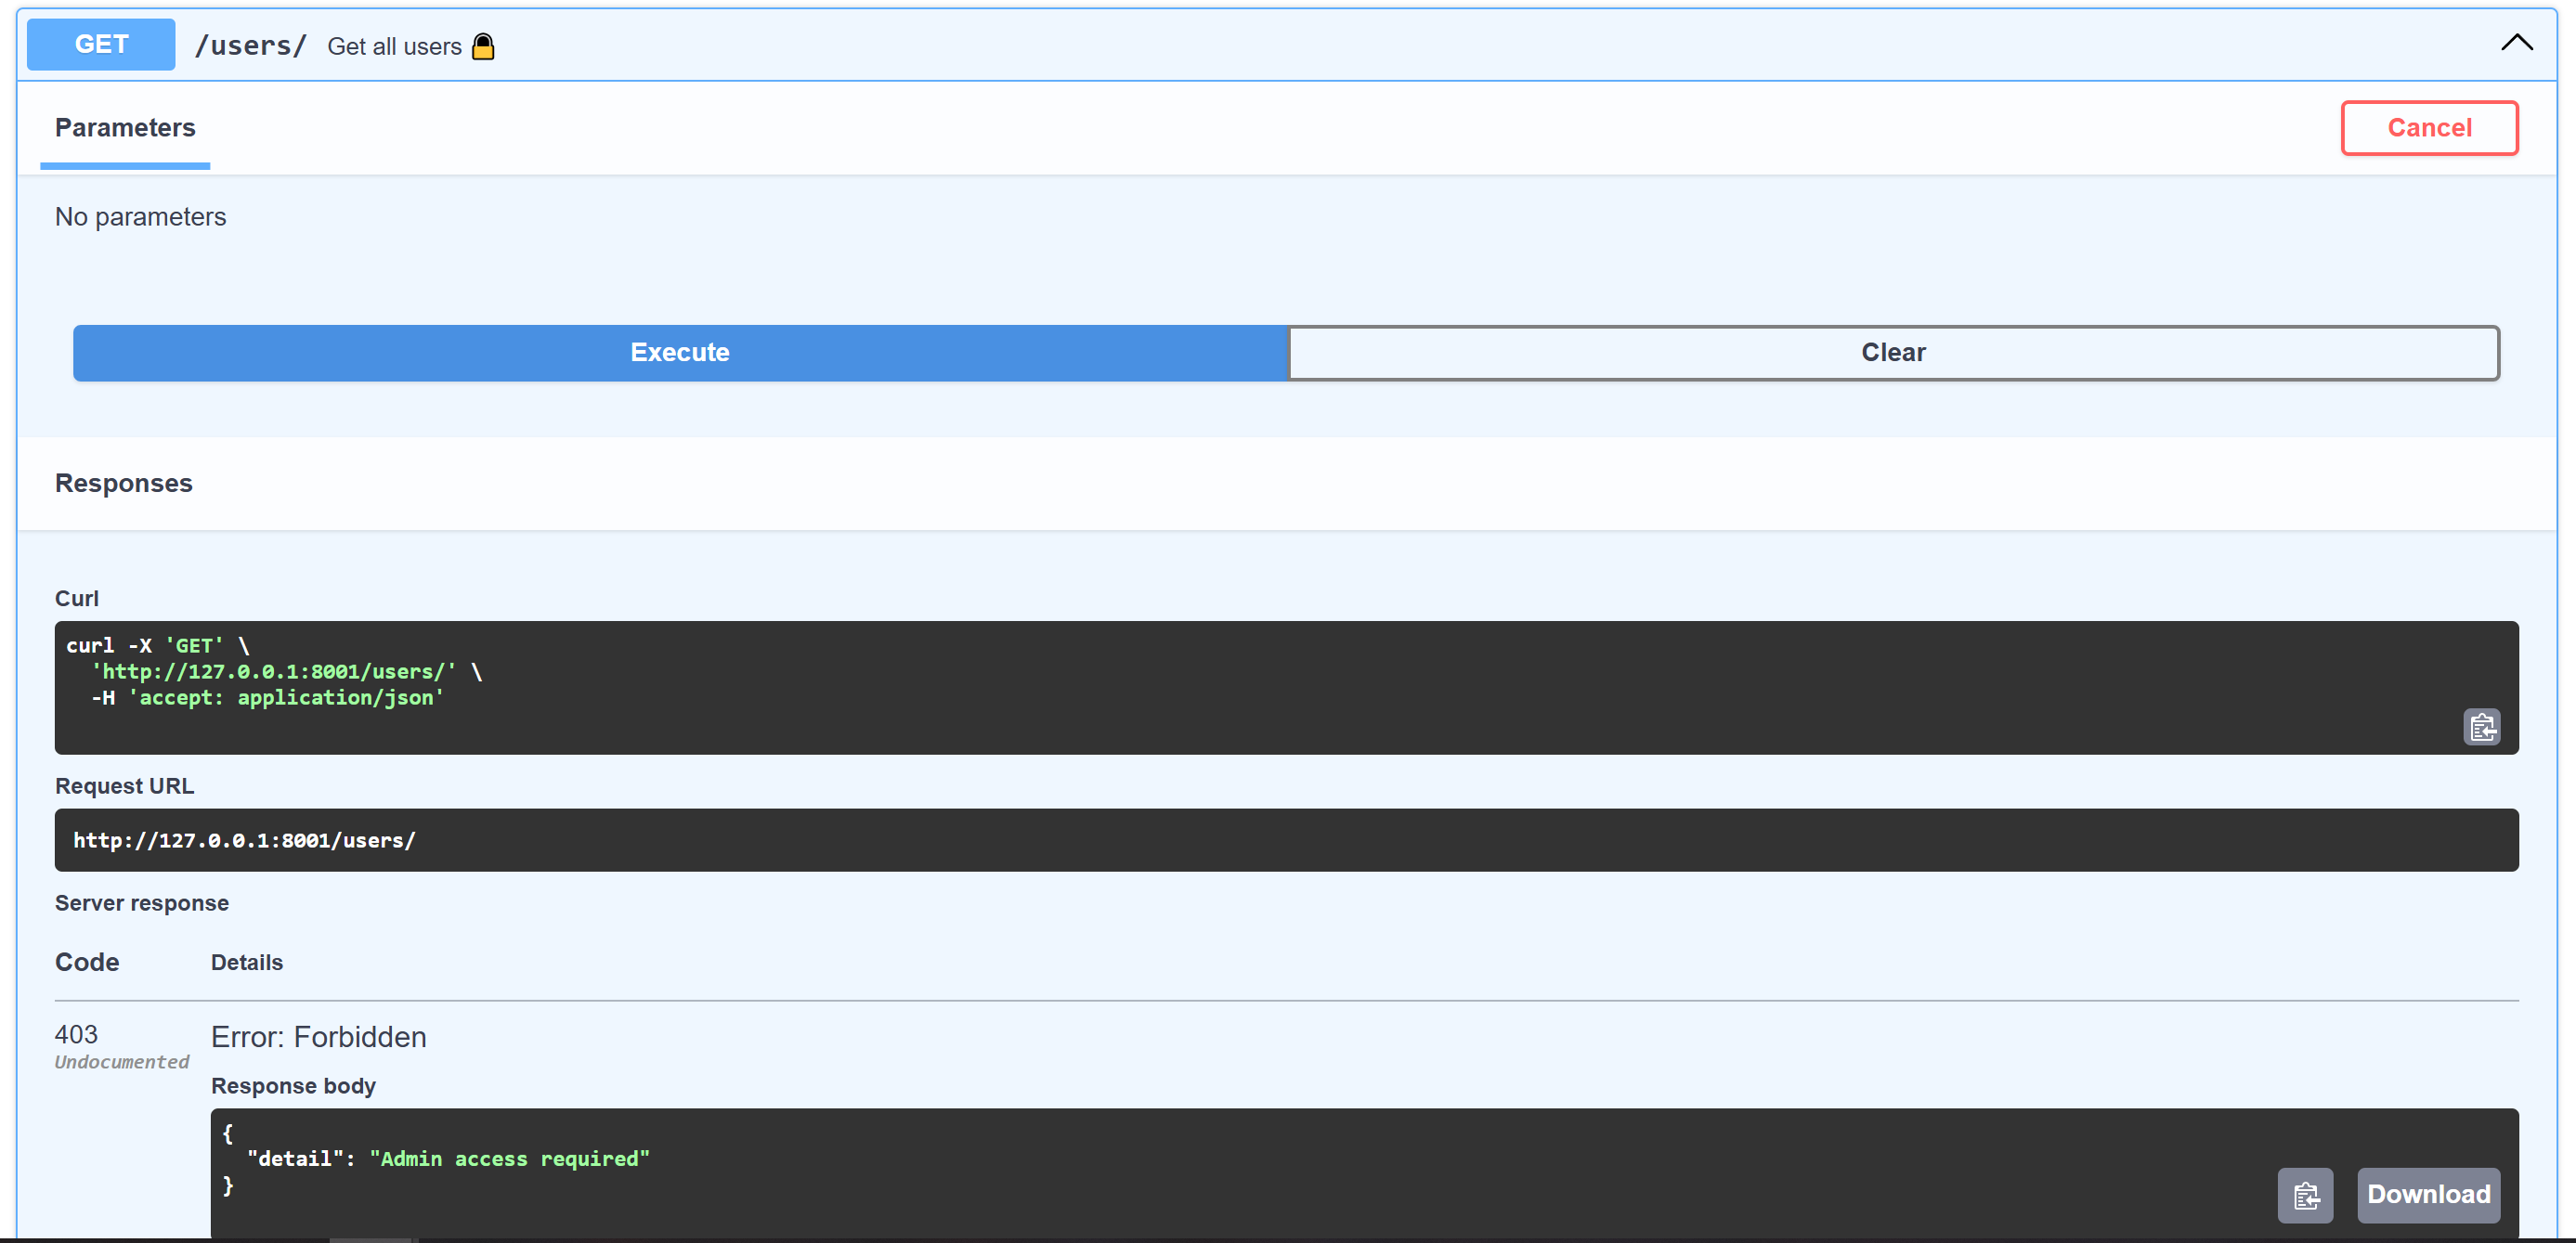 GET /users/ Get all users
Parameters
Cancel
No parameters
Execute
Clear
Responses
Curl
curl -X 'GET' \
  'http://127.0.0.1:8001/users/' \
  -H 'accept: application/json'
Request URL
http://127.0.0.1:8001/users/
Server response
Code Details
403
Undocumented
Error: Forbidden
Response body
{
  "detail": "Admin access required"
}
Download